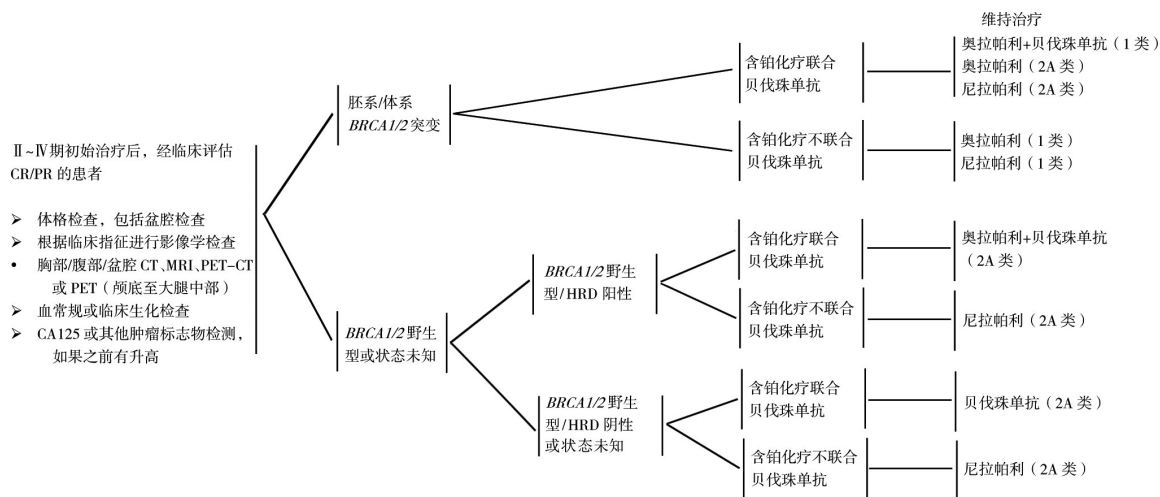 Ⅱ~Ⅳ期初始治疗后，经临床评估
CR/PR 的患者
➢ 体格检查，包括盆腔检查
➢ 根据临床指征进行影像学检查
• 胸部/腹部/盆腔 CT、MRI、PET-CT
或 PET（颅底至大腿中部）
➢ 血常规或临床生化检查
➢ CA125 或其他肿瘤标志物检测，
如果之前有升高
胚系/体系
BRCA1/2 突变
BRCA1/2 野生
型或状态未知
BRCA1/2 野生
型/HRD 阳性
BRCA1/2 野生
型/HRD 阴性
或状态未知
含铂化疗联合
贝伐珠单抗
含铂化疗不联合
贝伐珠单抗
含铂化疗联合
贝伐珠单抗
含铂化疗不联合
贝伐珠单抗
含铂化疗联合
贝伐珠单抗
含铂化疗不联合
贝伐珠单抗
维持治疗
奥拉帕利+贝伐珠单抗（1 类）
奥拉帕利（2A 类）
尼拉帕利（2A 类）
奥拉帕利（1 类）
尼拉帕利（1 类）
奥拉帕利+贝伐珠单抗
（2A 类）
尼拉帕利（2A 类）
贝伐珠单抗（2A 类）
尼拉帕利（2A 类）